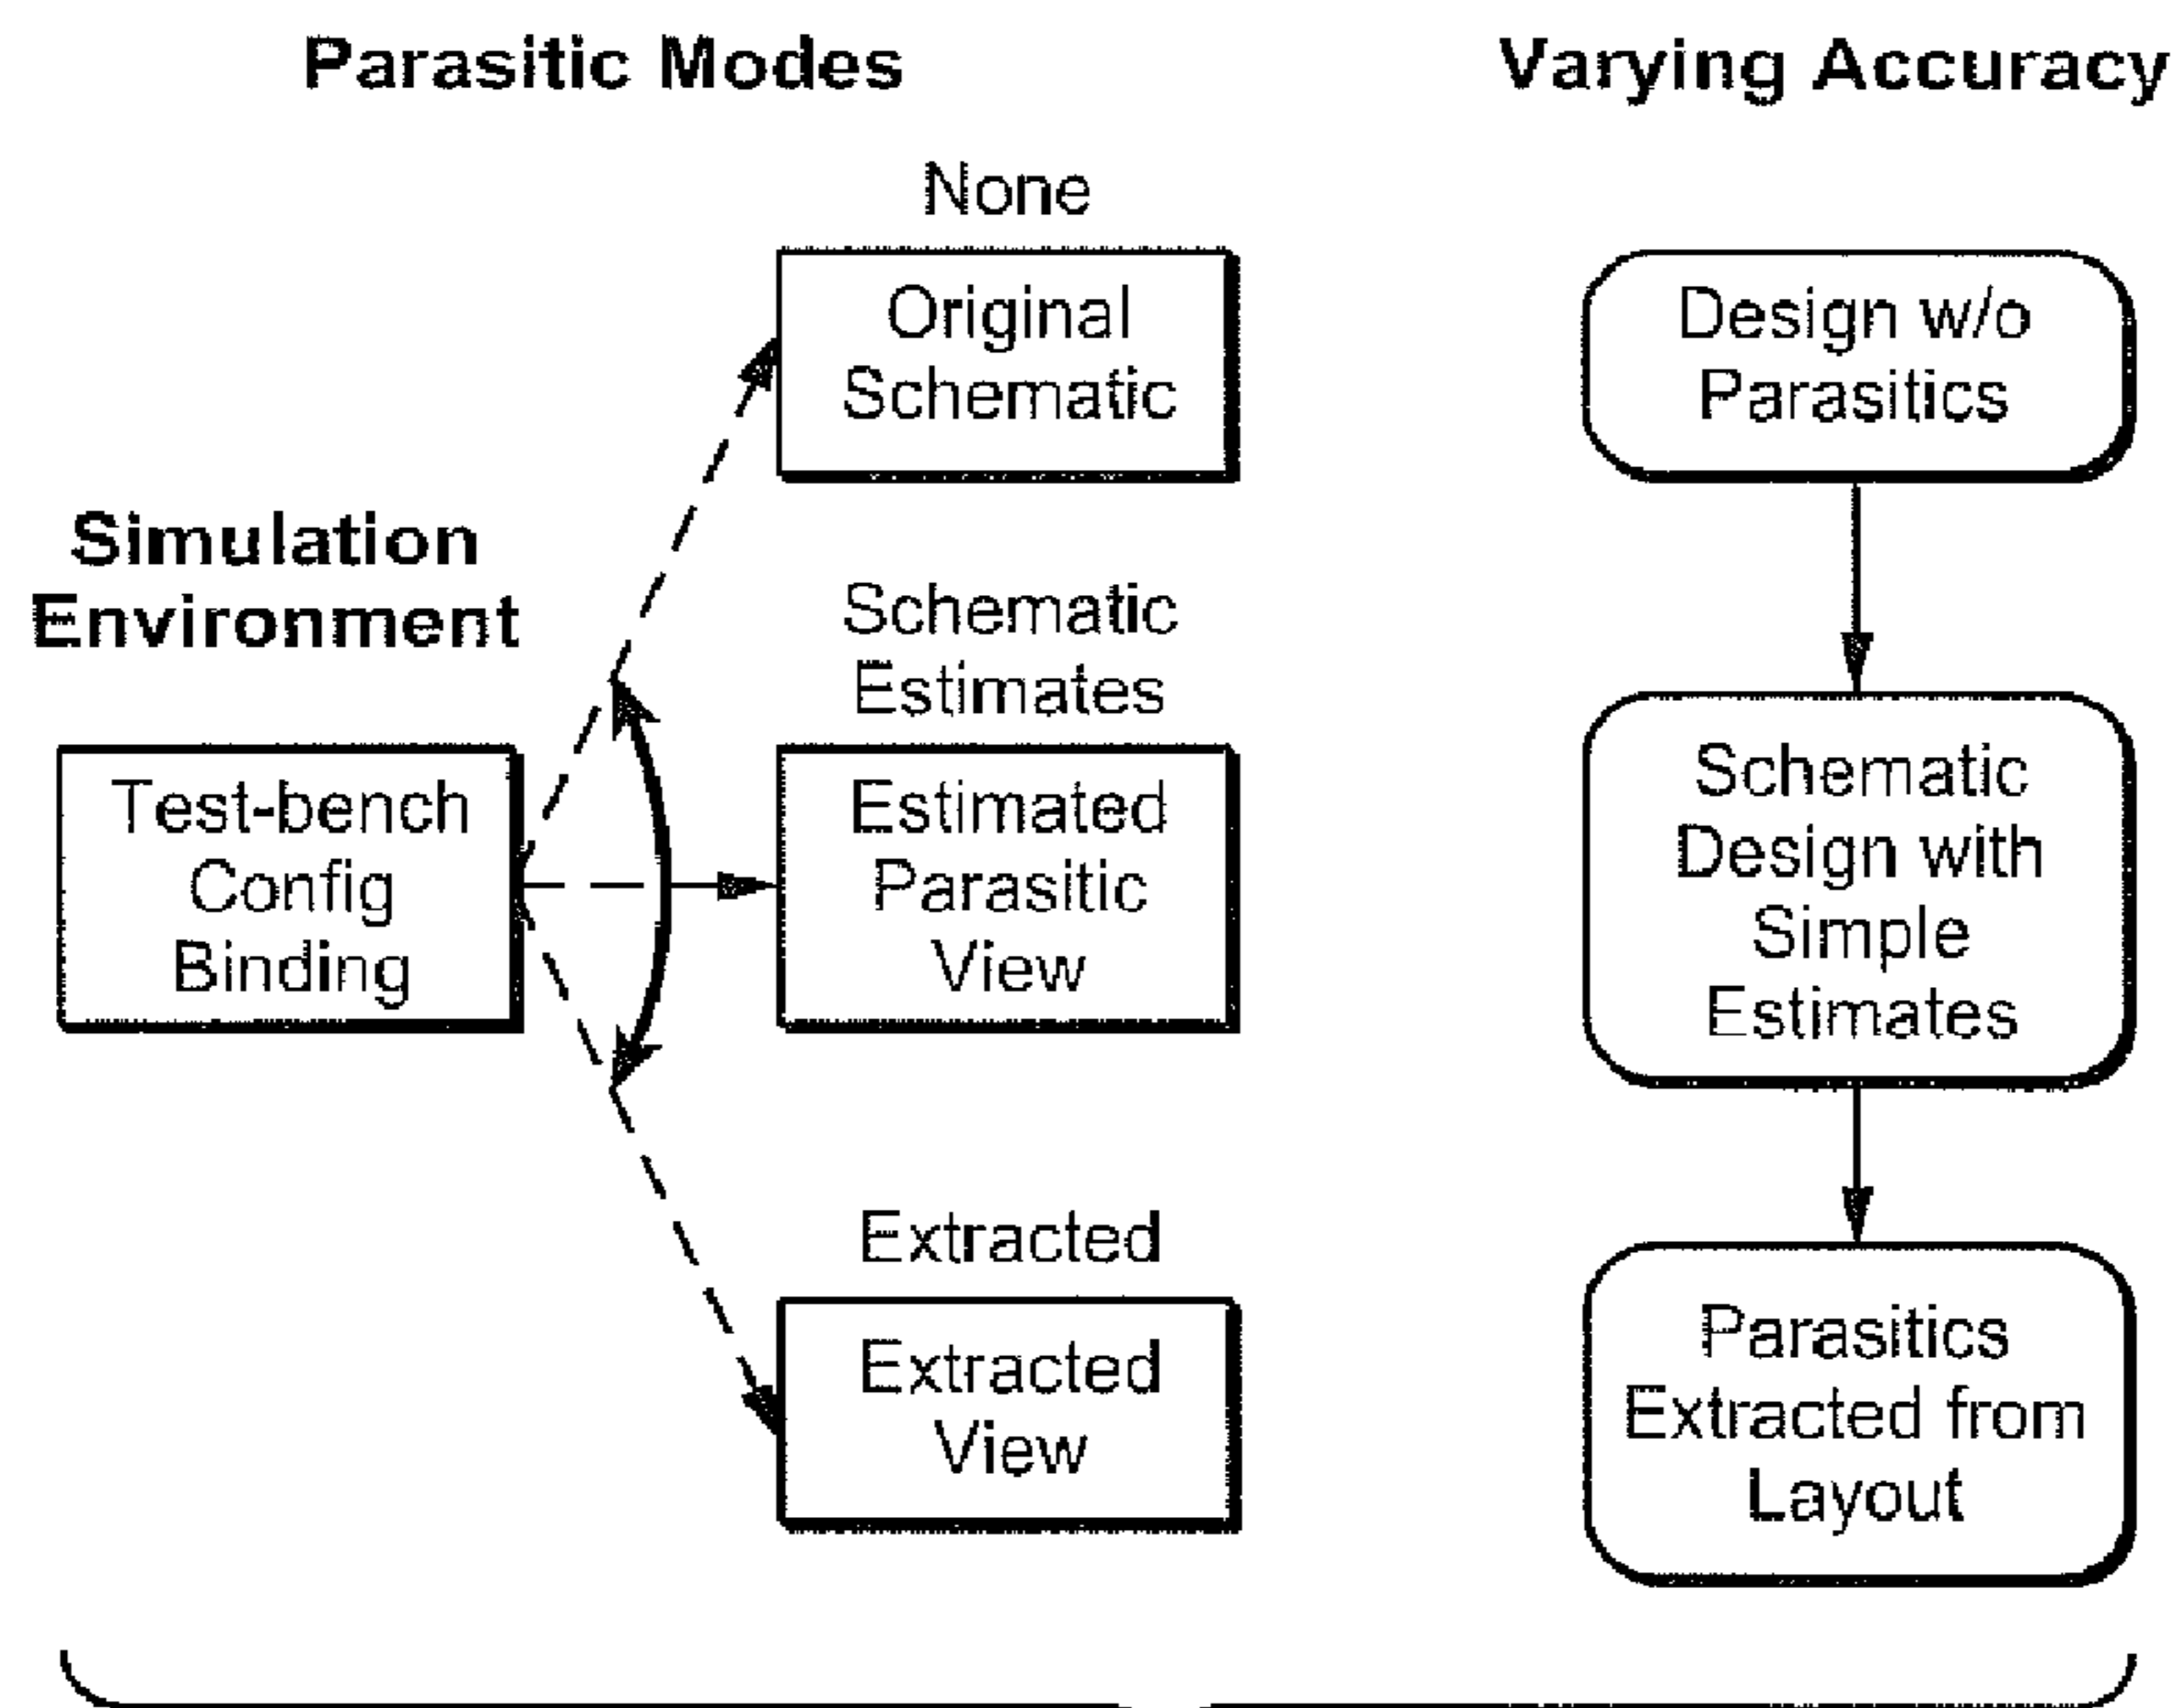 Parasitic Modes
Varying Accuracy
None
Original
Schematic
Design w/o
Parasitics
Simulation
Environment
Schematic
Estimates
Test-bench
Config
Binding
Estimated
Parasitic
View
Schematic
Design with
Simple
Estimates
Extracted
Extracted
View
Parasitics
Extracted from
Layout